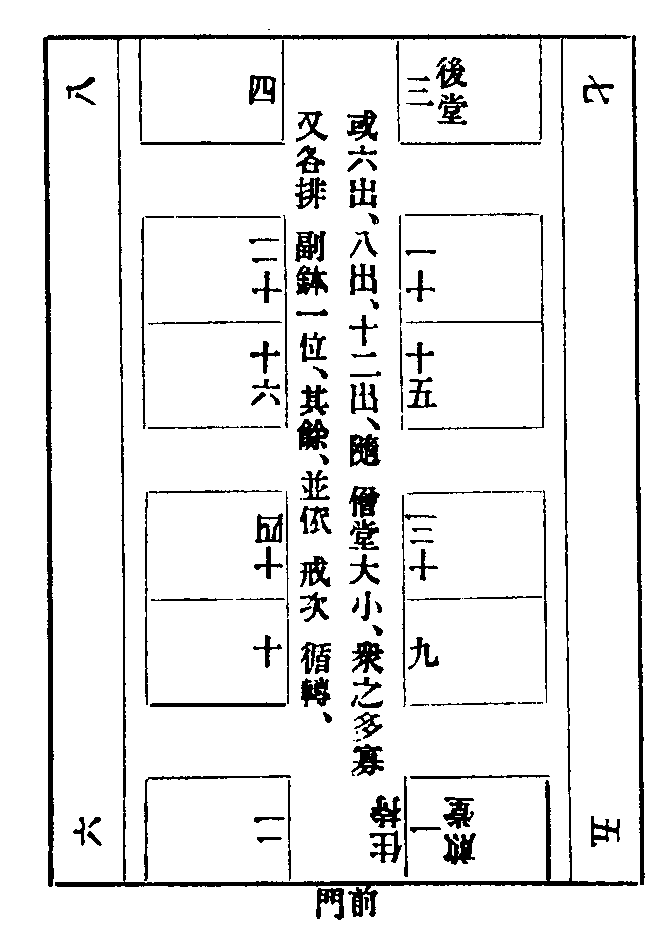 七
後堂
三
四
八
十一
十五
十二
十六
或六出、八出、十二出、隨僧堂大小、衆之多寡
又各排副鉢一位、其餘、並依戒次循轉、
十三
九
十四
十
五
前堂
一
住持
二
六
前門